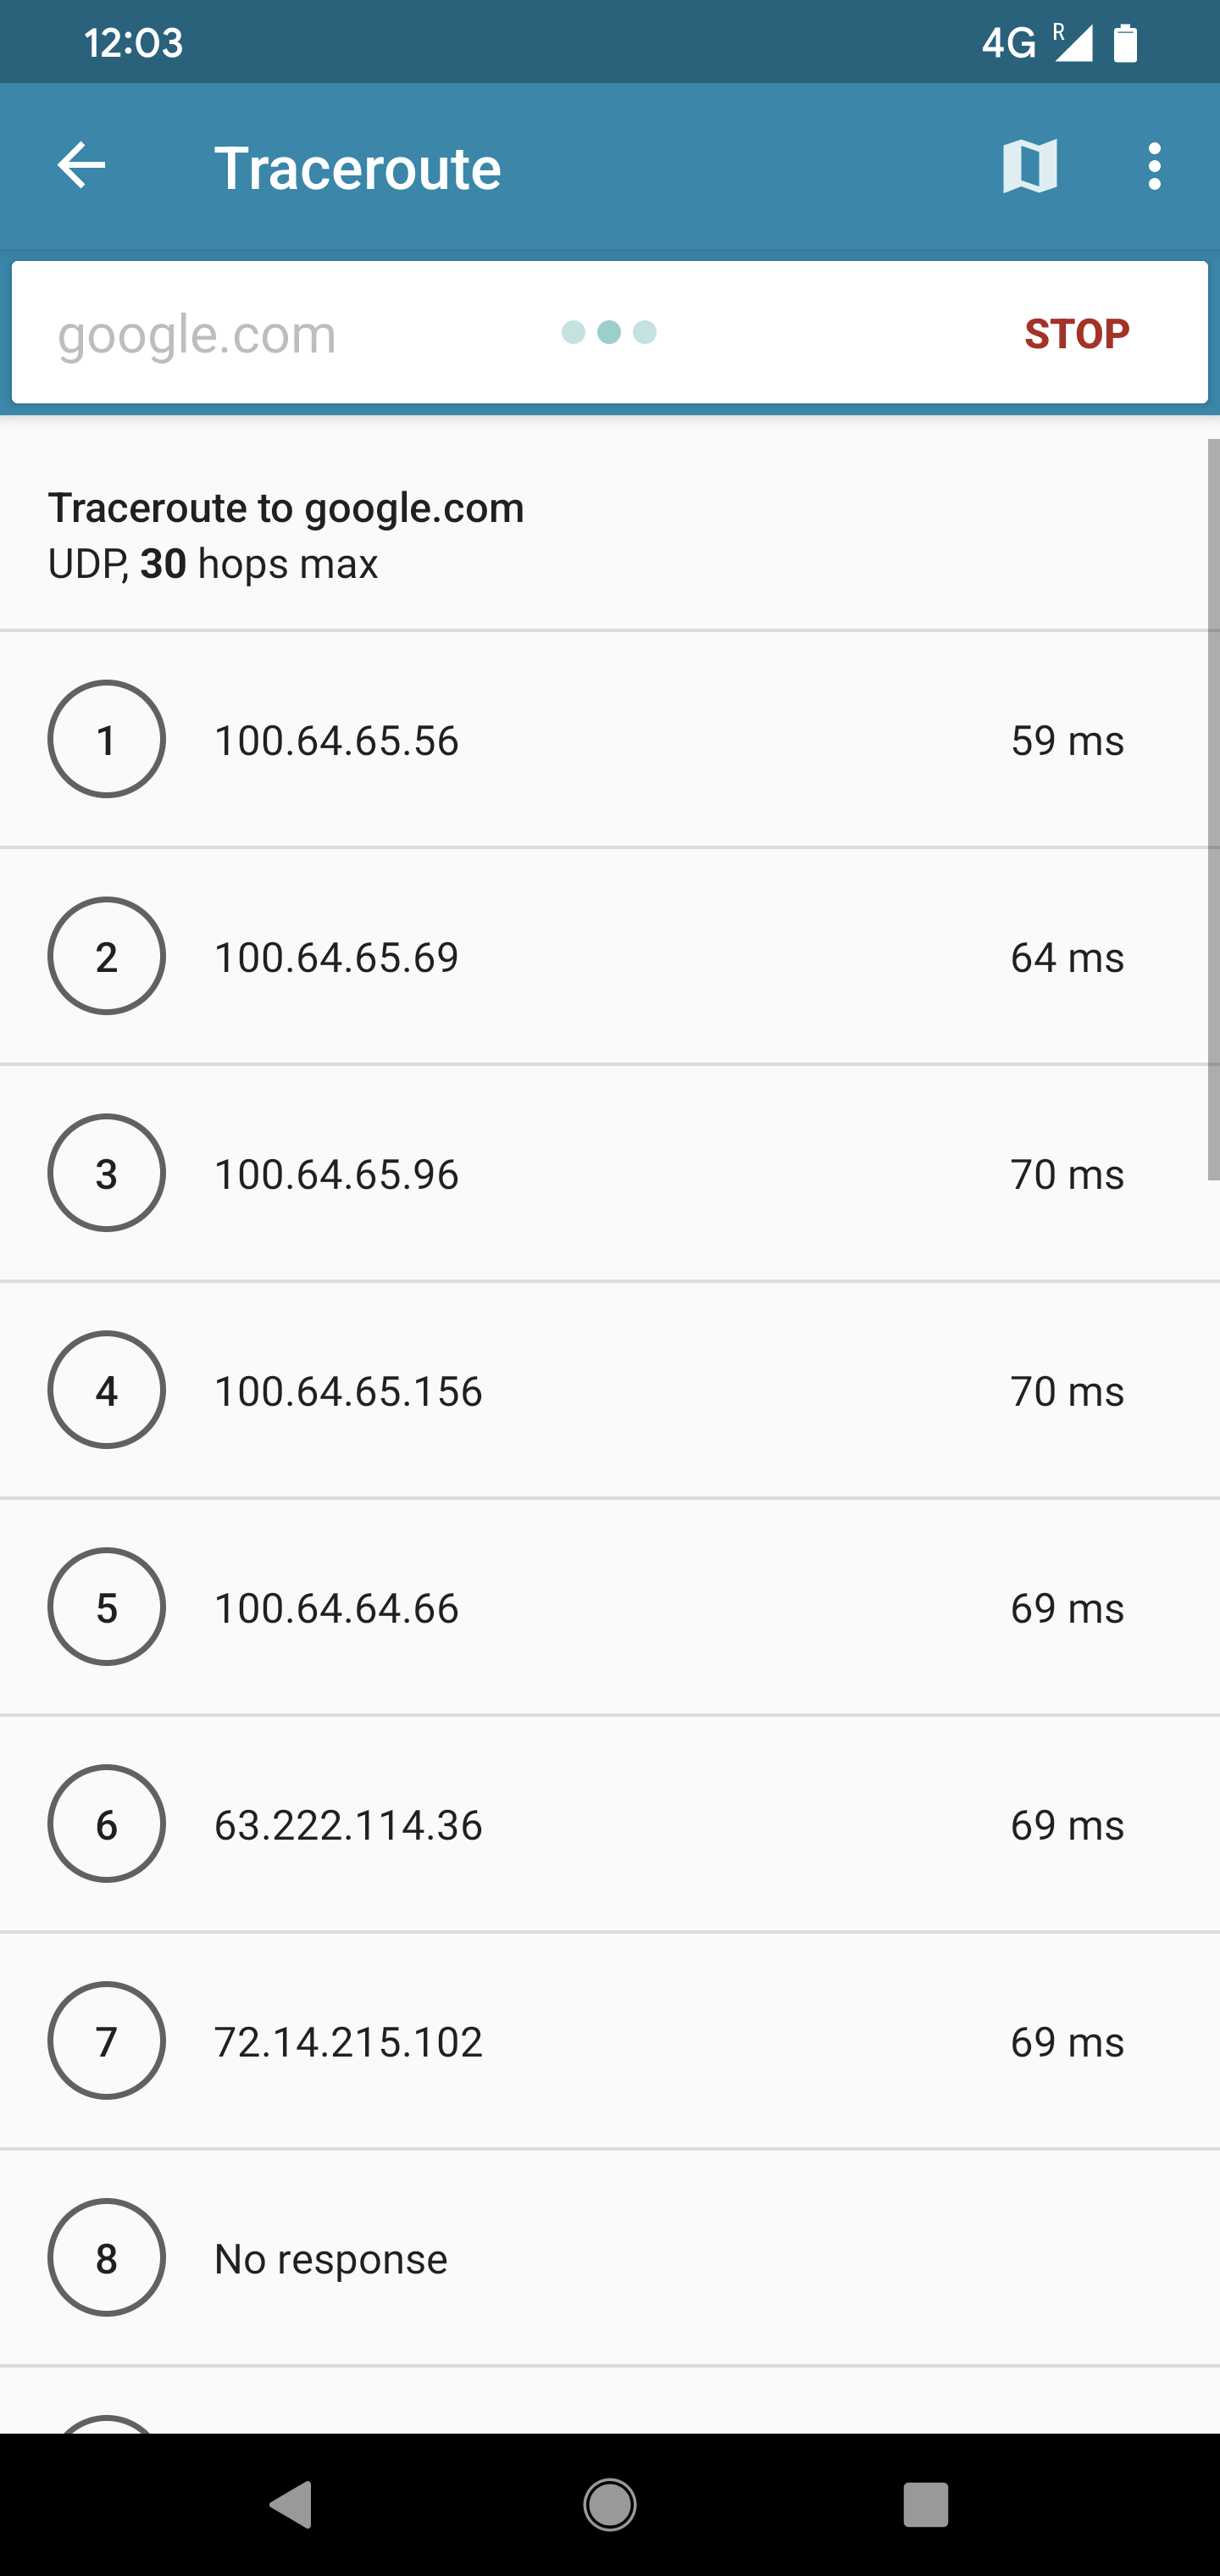 12:03
4G R
Traceroute
google.com
STOP
Traceroute to google.com
UDP, 30 hops max
1 100.64.65.56 59 ms
2 100.64.65.69 64 ms
3 100.64.65.96 70 ms
4 100.64.65.156 70 ms
5 100.64.64.66 69 ms
6 63.222.114.36 69 ms
7 72.14.215.102 69 ms
8 No response